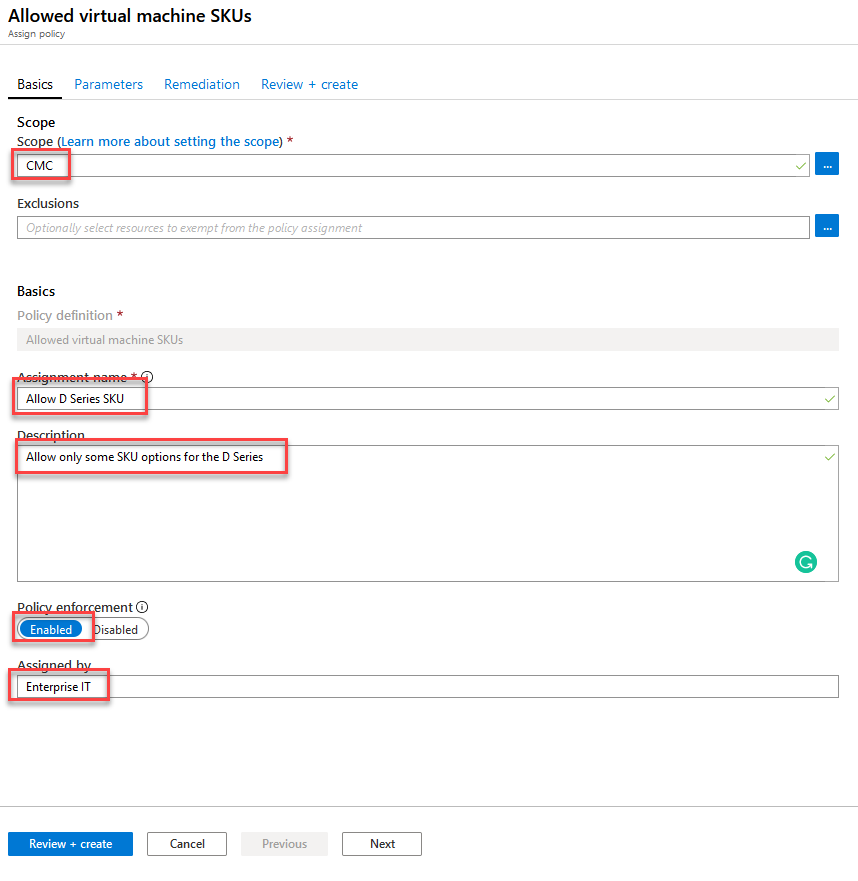 Allowed virtual machine SKUs
Assign policy
Basics Parameters Remediation Review + create
Scope
Scope (Learn more about setting the scope) *
CMC
...
Exclusions
Optionally select resources to exempt from the policy assignment
...
Basics
Policy definition *
Allowed virtual machine SKUs
Assignment name *
Allow D Series SKU
Description
Allow only some SKU options for the D Series
Policy enforcement
Enabled Disabled
Assigned by
Enterprise IT
Review + create Cancel Previous Next